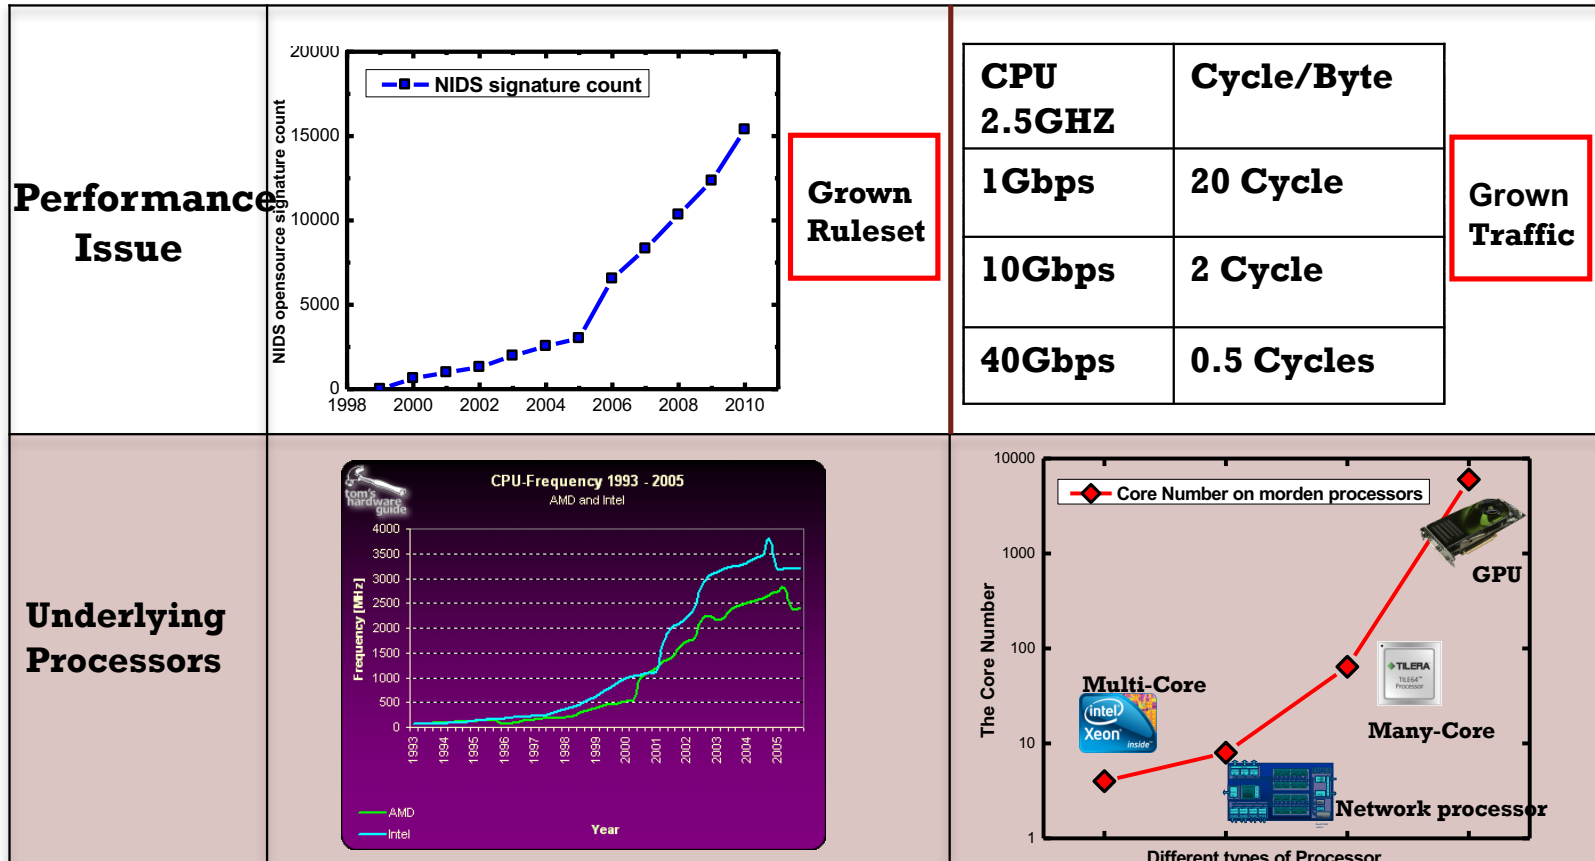 Performance
Issue
NIDS opensource signature count
20000
15000
10000
5000
0
1998 2000 2002 2004 2006 2008 2010
NIDS signature count
Grown
Ruleset
CPU
2.5GHZ
Cycle/Byte
1Gbps
20 Cycle
10Gbps
2 Cycle
40Gbps
0.5 Cycles
Grown
Traffic
Underlying
Processors
tom's
hardware
guide
CPU-Frequency 1993 - 2005
AMD and Intel
Frequency [MHz]
4000
3500
3000
2500
2000
1500
1000
500
0
1993 1994 1995 1996 1997 1998 1999 2000 2001 2002 2003 2004 2005
AMD
Intel
Year
The Core Number
10000
1000
100
10
1
Core Number on morden processors
GPU
TILERA
TILE64™
Processor
Many-Core
Multi-Core
intel
Xeon
inside™
Network processor
Different types of Processor